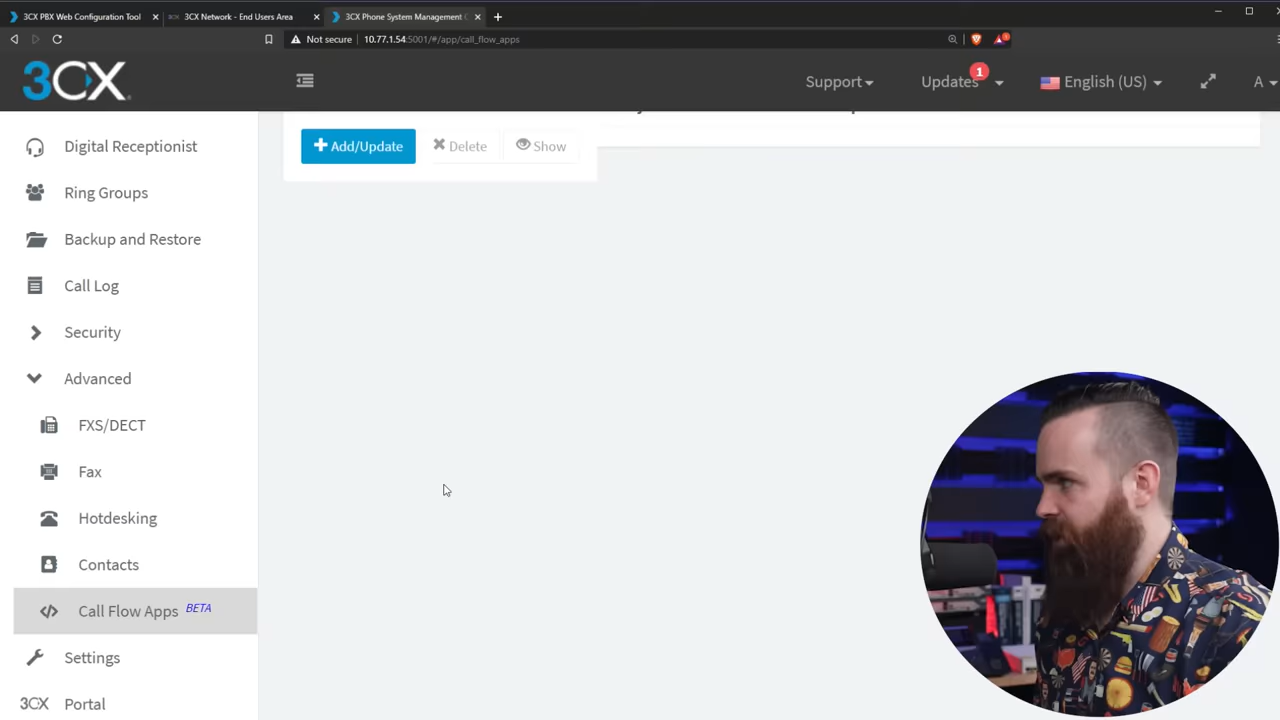 3CX PBX Web Configuration Tool
3CX Network - End Users Area
3CX Phone System Management C
Not secure
10.77.1.54:5001/#/app/call_flow_apps
1
3CX
Support
Updates
1
English (US)
A
Digital Receptionist
Ring Groups
Backup and Restore
Call Log
Security
Advanced
FXS/DECT
Fax
Hotdesking
Contacts
Call Flow Apps BETA
Settings
3CX Portal
Add/Update
Delete
Show